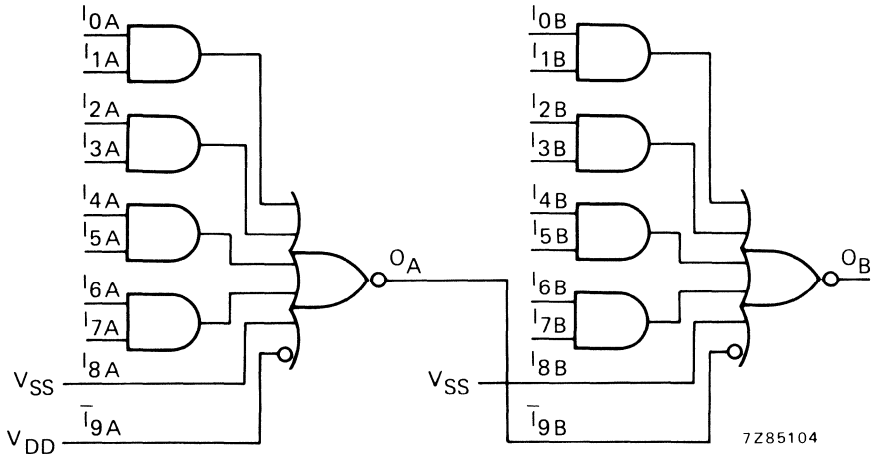 I0A
I1A
I2A
I3A
I4A
I5A
I6A
I7A
I8A
VSS
Ī9A
VDD
OA
I0B
I1B
I2B
I3B
I4B
I5B
I6B
I7B
I8B
VSS
Ī9B
OB
7Z85104